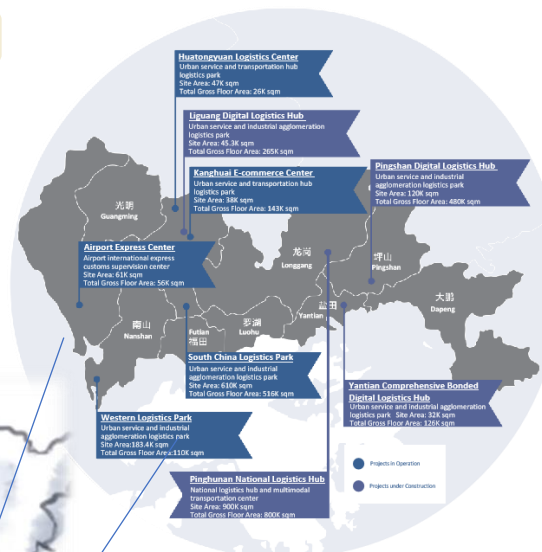 Huatongyuan Logistics Center
Urban service and transportation hub
logistics park
Site Area: 47K sqm
Total Gross Floor Area: 26K sqm
Liguang Digital Logistics Hub
Urban service and industrial agglomeration
logistics park
Site Area: 45.3K sqm
Total Gross Floor Area: 265K sqm
Kanghuai E-commerce Center
Urban service and transportation hub
logistics park
Site Area: 38K sqm
Total Gross Floor Area: 143K sqm
Pingshan Digital Logistics Hub
Urban service and industrial
agglomeration logistics park
Site Area: 120K sqm
Total Gross Floor Area: 480K sqm
光明
Guangming
Airport Express Center
Airport international express
customs supervision center
Site Area: 61K sqm
Total Gross Floor Area: 56K sqm
龙岗
Longgang
坪山
Pingshan
大鹏
Dapeng
南山
Nanshan
Futian
福田
罗湖
Luohu
盐田
Yantian
South China Logistics Park
Urban service and industrial
agglomeration logistics park
Site Area: 610K sqm
Total Gross Floor Area: 516K sqm
Yantian Comprehensive Bonded
Digital Logistics Hub
Urban service and industrial agglomeration
logistics park Site Area: 32K sqm
Total Gross Floor Area: 126K sqm
Western Logistics Park
Urban service and industrial
agglomeration logistics park
Site Area:183.4K sqm
Total Gross Floor Area:110K sqm
Pinghunan National Logistics Hub
National logistics hub and multimodal
transportation center
Site Area: 900K sqm
Total Gross Floor Area: 800K sqm
Projects in Operation
Projects under Construction